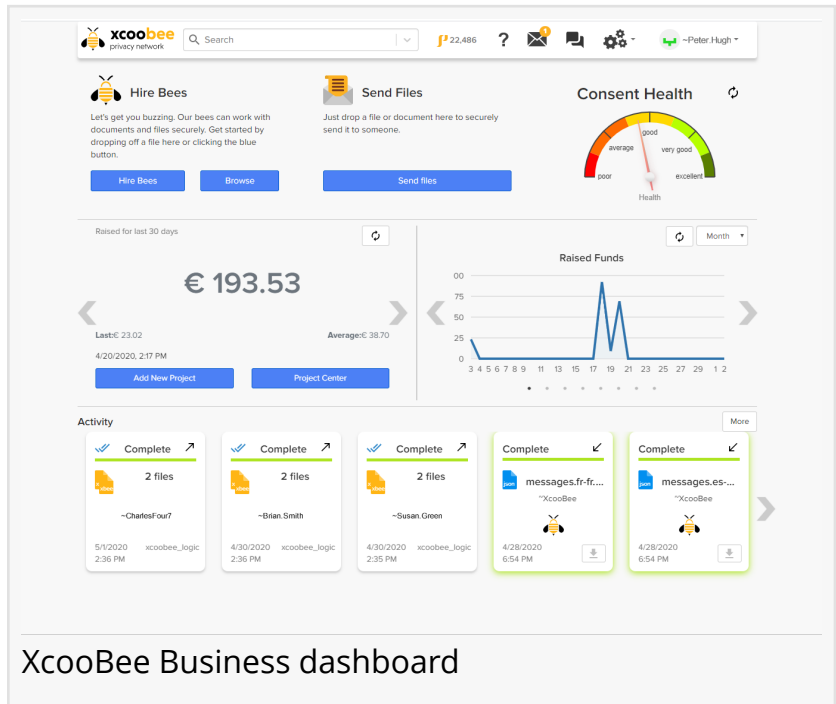 xcoobee
privacy network
Search
22,486
?
1
~Peter.Hugh
Hire Bees
Let's get you buzzing. Our bees can work with
documents and files securely. Get started by
dropping off a file here or clicking the blue
button.
Hire Bees
Browse
Send Files
Just drop a file or document here to securely
send it to someone.
Send files
Consent Health
poor
average
good
very good
excellent
Health
Raised for last 30 days
€ 193.53
Last:€ 23.02
Average:€ 38.70
4/20/2020, 2:17 PM
Add New Project
Project Center
Month
Raised Funds
00
75
50
25
0
3 4 5 6 7 8 9 11 13 15 17 19 21 23 25 27 29 1 2
Activity
More
Complete
2 files
~CharlesFour7
5/1/2020 xcoobee_logic
2:36 PM
Complete
2 files
~Brian.Smith
4/30/2020 xcoobee_logic
2:36 PM
Complete
2 files
~Susan.Green
4/30/2020 xcoobee_logic
2:35 PM
Complete
json
messages.fr-fr....
~XcooBee
4/28/2020
6:54 PM
Complete
json
messages.es-...
~XcooBee
4/28/2020
6:54 PM
XcooBee Business dashboard